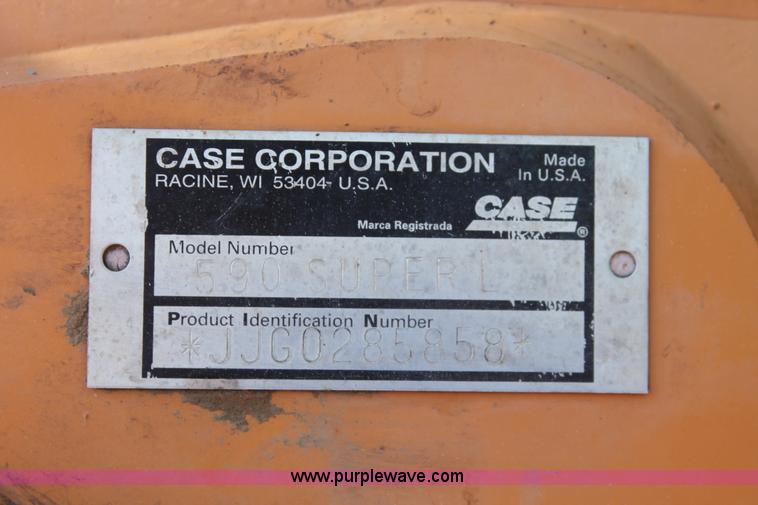 CASE CORPORATION
RACINE, WI 53404 U.S.A.
Made
In U.S.A.
CASE
®
Marca Registrada
Model Number
590 SUPER L
Product Identification Number
*JJG0285858*
www.purplewave.com